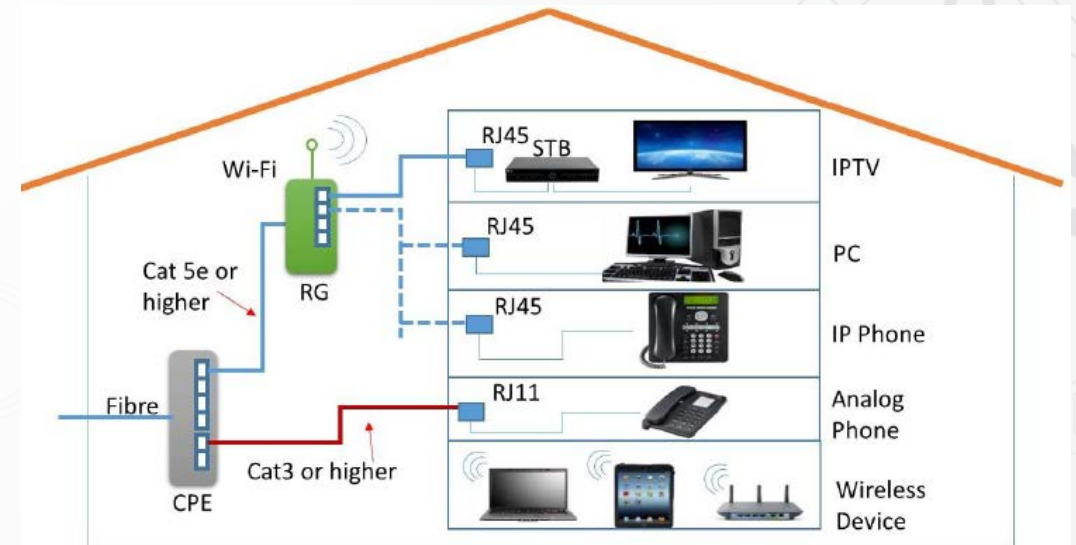 RJ45
STB
Wi-Fi
IPTV
RJ45
PC
Cat 5e or
higher
RG
RJ45
IP Phone
Fibre
RJ11
Analog
Phone
Cat3 or higher
CPE
Wireless
Device